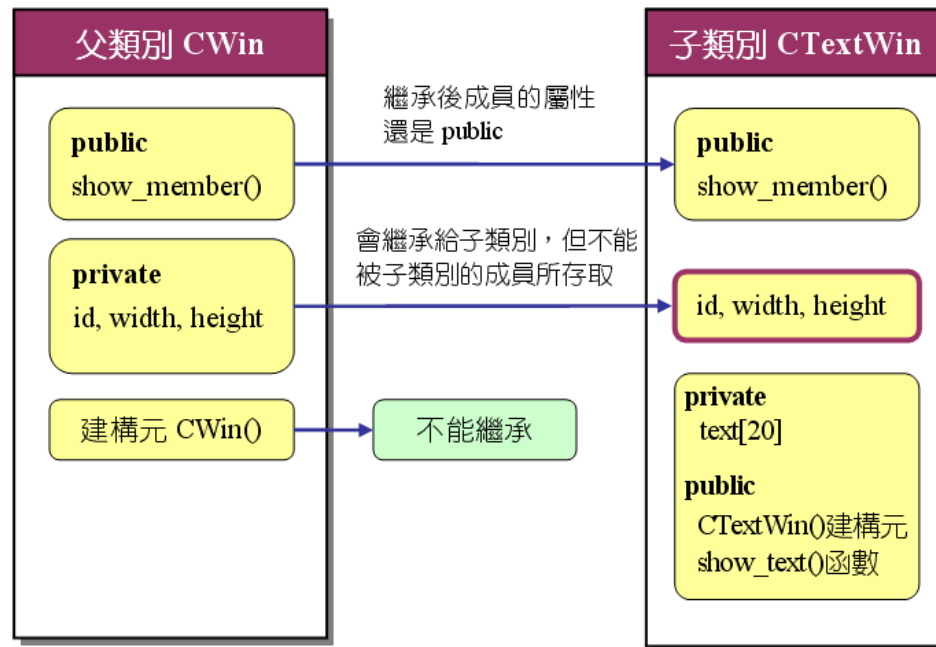 父類別 CWin
public
show_member()
private
id, width, height
建構元 CWin()
繼承後成員的屬性
還是 public
會繼承給子類別，但不能
被子類別的成員所存取
不能繼承
子類別 CTextWin
public
show_member()
id, width, height
private
text[20]
public
CTextWin()建構元
show_text()函數